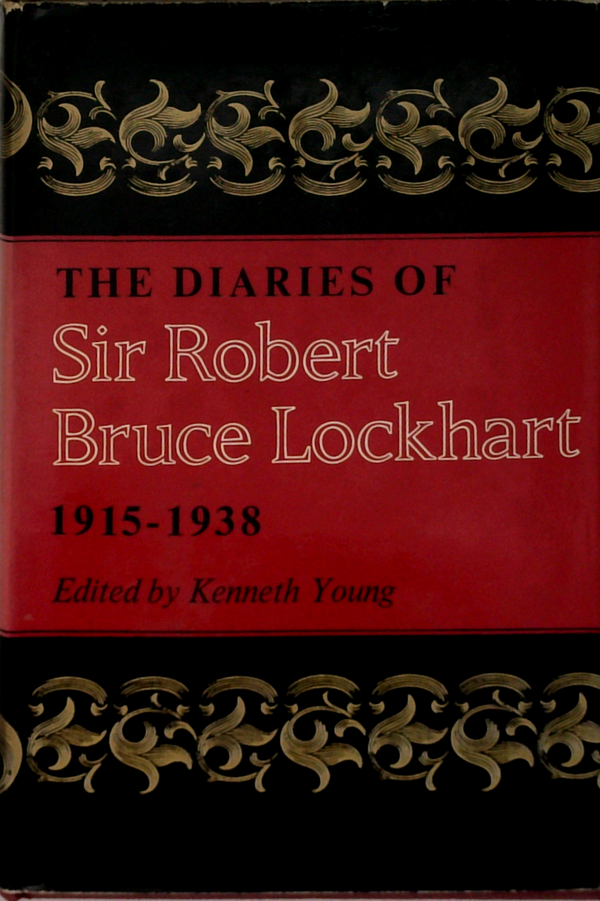 THE DIARIES OF
Sir Robert
Bruce Lockhart
1915-1938
Edited by Kenneth Young